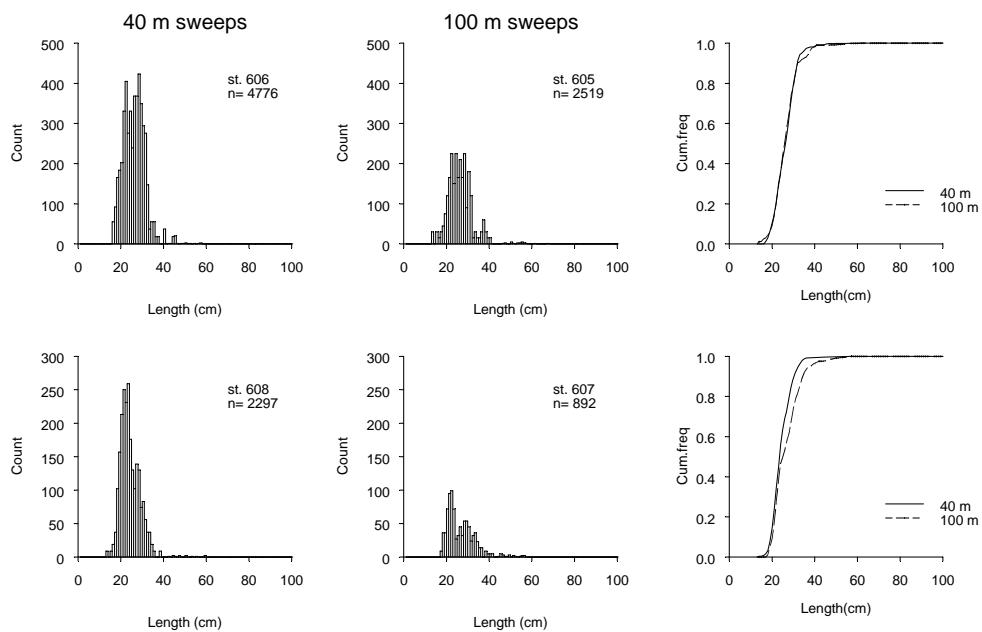 40 m sweeps
100 m sweeps
500
400
300
200
100
0
Count
st. 606
n= 4776
0 20 40 60 80 100
Length (cm)
500
400
300
200
100
0
Count
st. 605
n= 2519
0 20 40 60 80 100
Length (cm)
1.0
0.8
0.6
0.4
0.2
0.0
Cum.freq
40 m
100 m
0 20 40 60 80 100
Length(cm)
300
250
200
150
100
50
0
Count
st. 608
n= 2297
0 20 40 60 80 100
Length (cm)
300
250
200
150
100
50
0
Count
st. 607
n= 892
0 20 40 60 80 100
Length (cm)
1.0
0.8
0.6
0.4
0.2
0.0
Cum.freq
40 m
100 m
0 20 40 60 80 100
Length(cm)